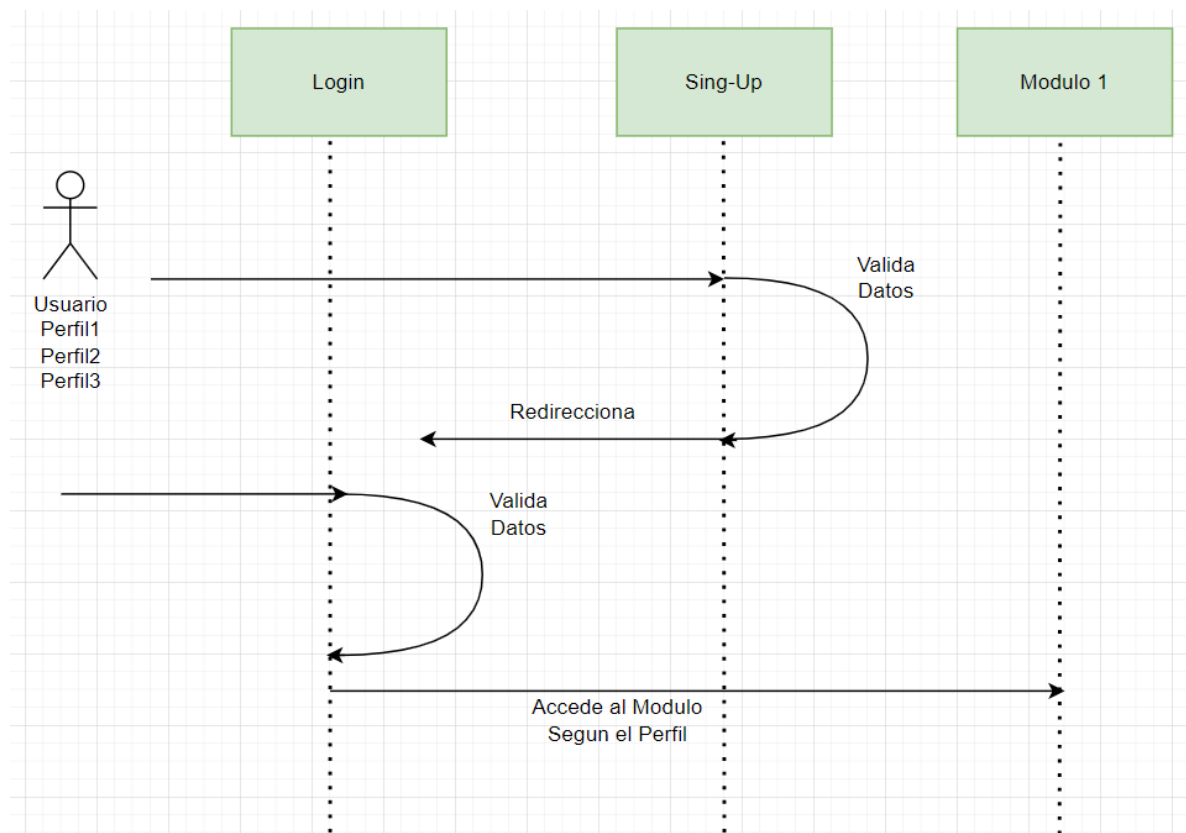 Login
Sing-Up
Modulo 1
Usuario
Perfil1
Perfil2
Perfil3
Valida
Datos
Redirecciona
Valida
Datos
Accede al Modulo
Segun el Perfil